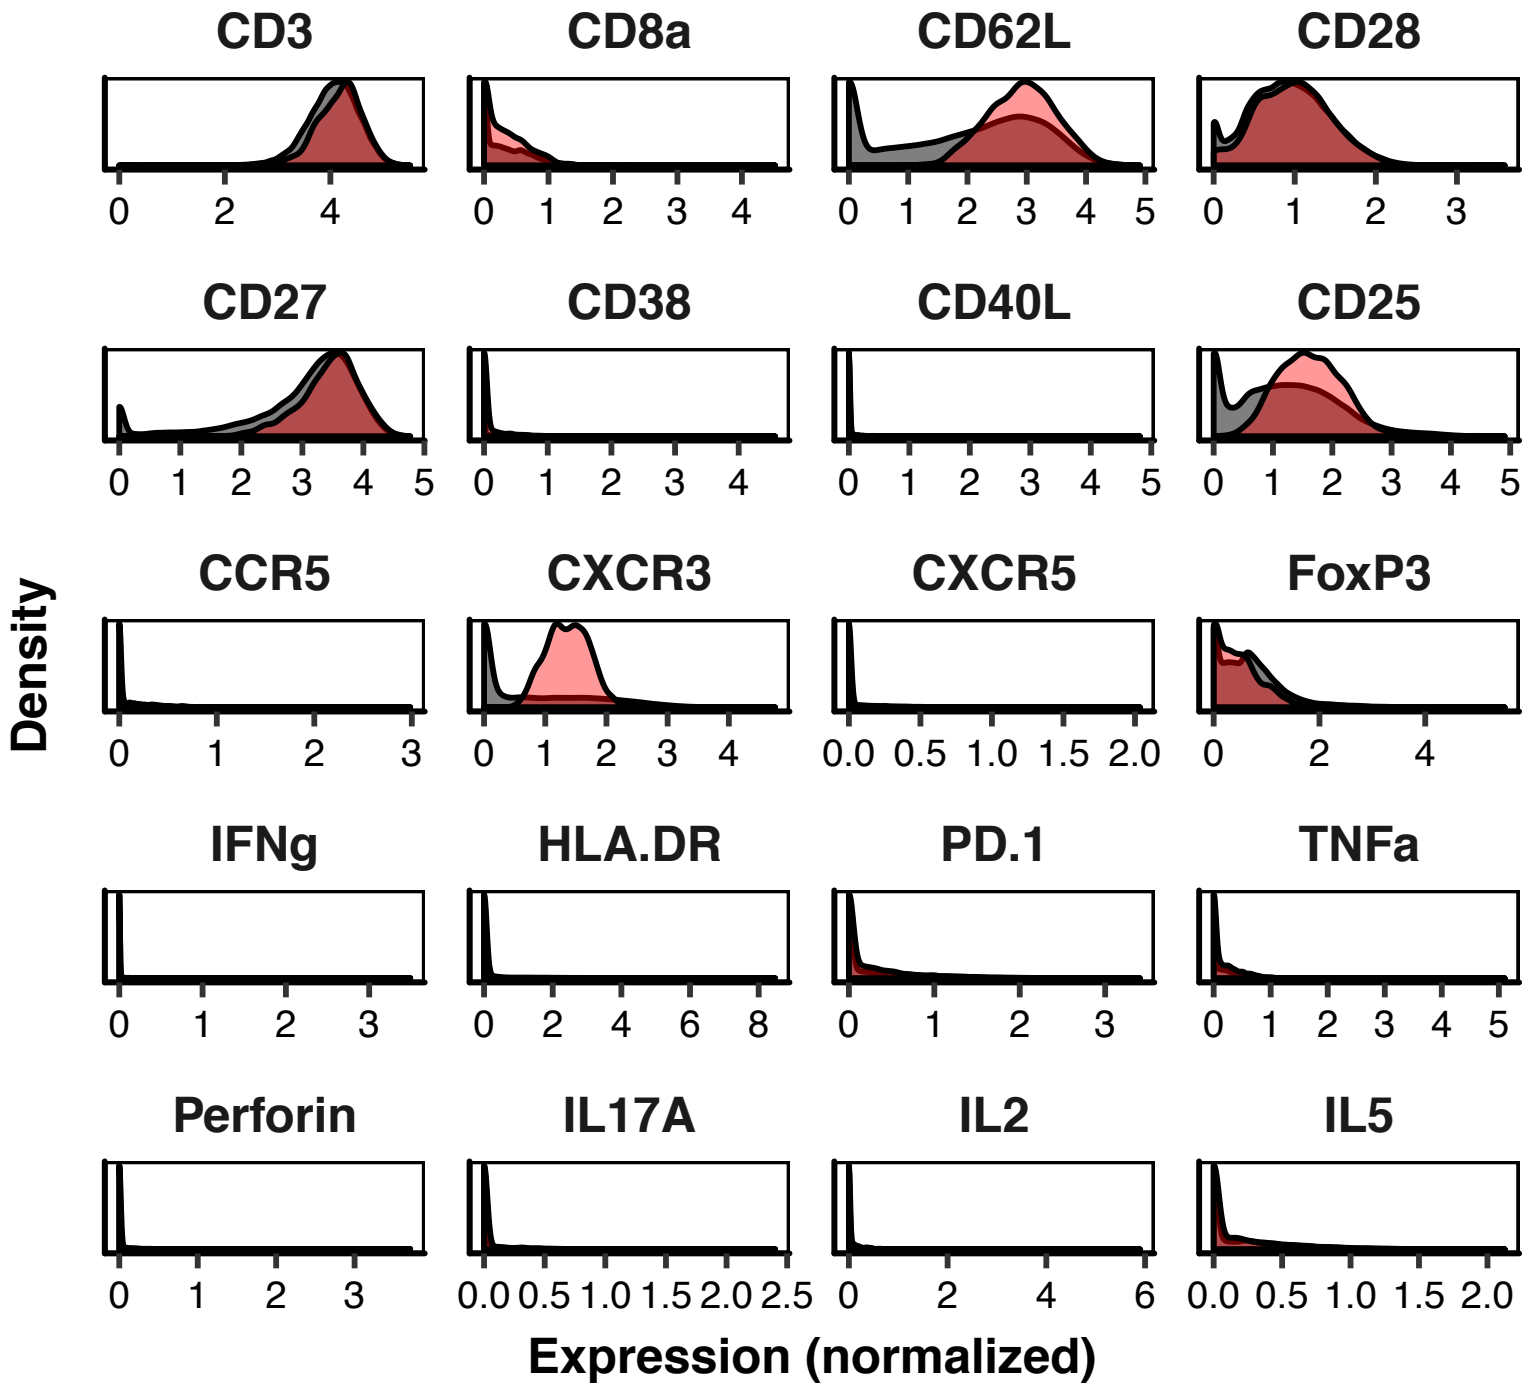 CD3 CD8a CD62L CD28
0 2 4 0 1 2 3 4 0 1 2 3 4 5 0 1 2 3
CD27 CD38 CD40L CD25
0 1 2 3 4 5 0 1 2 3 4 0 1 2 3 4 5 0 1 2 3 4 5
Density
CCR5 CXCR3 CXCR5 FoxP3
0 1 2 3 0 1 2 3 4 0.0 0.5 1.0 1.5 2.0 0 2 4
IFNg HLA.DR PD.1 TNFa
0 1 2 3 0 2 4 6 8 0 1 2 3 0 1 2 3 4 5
Perforin IL17A IL2 IL5
0 1 2 3 0.0 0.5 1.0 1.5 2.0 2.5 0 2 4 6 0.0 0.5 1.0 1.5 2.0
Expression (normalized)